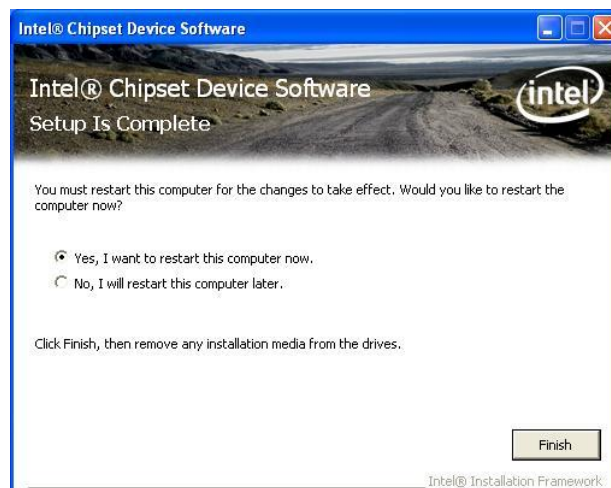 Intel® Chipset Device Software
Intel® Chipset Device Software
Setup Is Complete
intel
You must restart this computer for the changes to take effect. Would you like to restart the
computer now?
Yes, I want to restart this computer now.
No, I will restart this computer later.
Click Finish, then remove any installation media from the drives.
Finish
Intel® Installation Framework